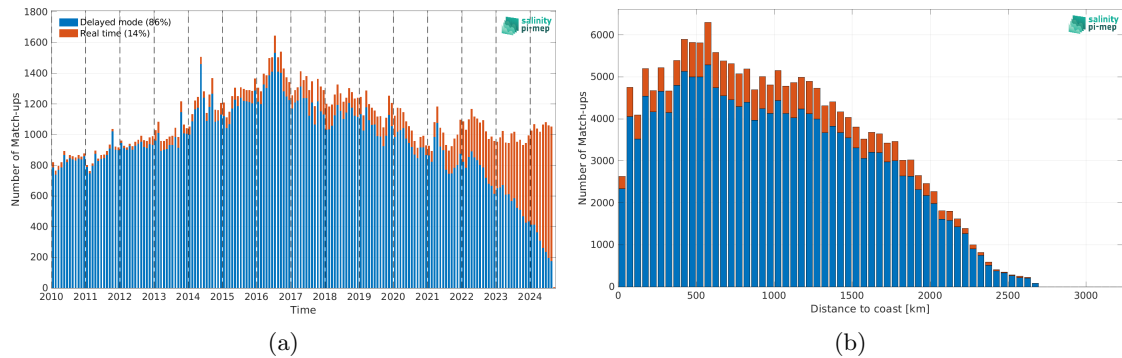 Delayed mode (86%)
Real time (14%)
salinity
pi-mep
Number of Match-ups
1800
1600
1400
1200
1000
800
600
400
200
0
2010 2011 2012 2013 2014 2015 2016 2017 2018 2019 2020 2021 2022 2023 2024
Time
(a)
salinity
pi-mep
Number of Match-ups
6000
5000
4000
3000
2000
1000
0
0 500 1000 1500 2000 2500 3000
Distance to coast [km]
(b)